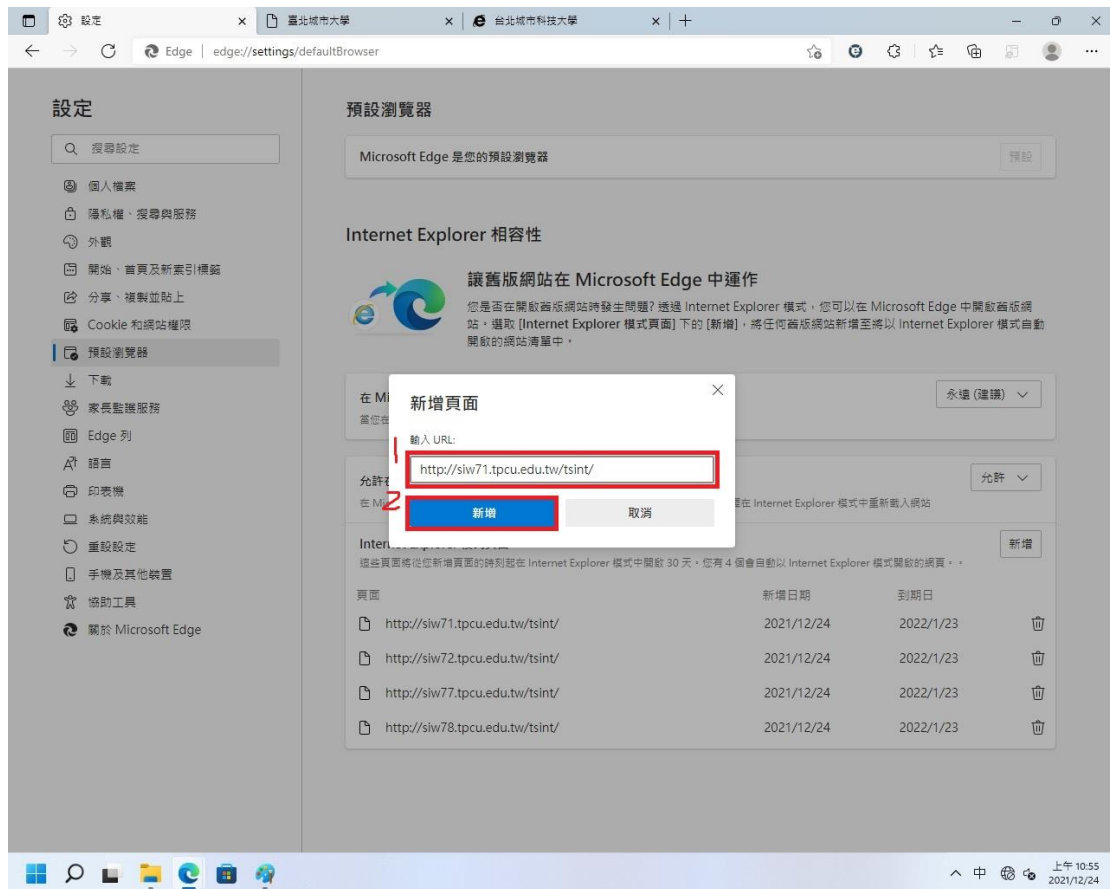 設定
臺北城市大學
台北城市科技大學
Edge | edge://settings/defaultBrowser
設定
搜尋設定
個人檔案
隱私權、搜尋與服務
外觀
開始、首頁及新索引標籤
分享、複製並貼上
Cookie 和網站權限
預設瀏覽器
下載
家長監護服務
Edge 列
語言
印表機
系統與效能
重設設定
手機及其他裝置
協助工具
關於 Microsoft Edge
預設瀏覽器
Microsoft Edge 是您的預設瀏覽器
預設
Internet Explorer 相容性
讓舊版網站在 Microsoft Edge 中運作
您是否在開啟舊版網站時發生問題? 透過 Internet Explorer 模式，您可以在 Microsoft Edge 中開啟舊版網
站。選取 [Internet Explorer 模式頁面] 下的 [新增]，將任何舊版網站新增至將以 Internet Explorer 模式自動
開啟的網站清單中。
在 Mi
永遠 (建議)
當您在
新增頁面
輸入 URL:
1
http://siw71.tpcu.edu.tw/tsint/
2
新增
取消
允許在
允許
在 Mi
在 Internet Explorer 模式中重新載入網站
Internet Explorer
新增
這些頁面將從您新增頁面的時刻起在 Internet Explorer 模式中開啟 30 天。您有 4 個會自動以 Internet Explorer 模式開啟的網頁。。
頁面 新增日期 到期日
http://siw71.tpcu.edu.tw/tsint/ 2021/12/24 2022/1/23
http://siw72.tpcu.edu.tw/tsint/ 2021/12/24 2022/1/23
http://siw77.tpcu.edu.tw/tsint/ 2021/12/24 2022/1/23
http://siw78.tpcu.edu.tw/tsint/ 2021/12/24 2022/1/23
中
上午 10:55
2021/12/24